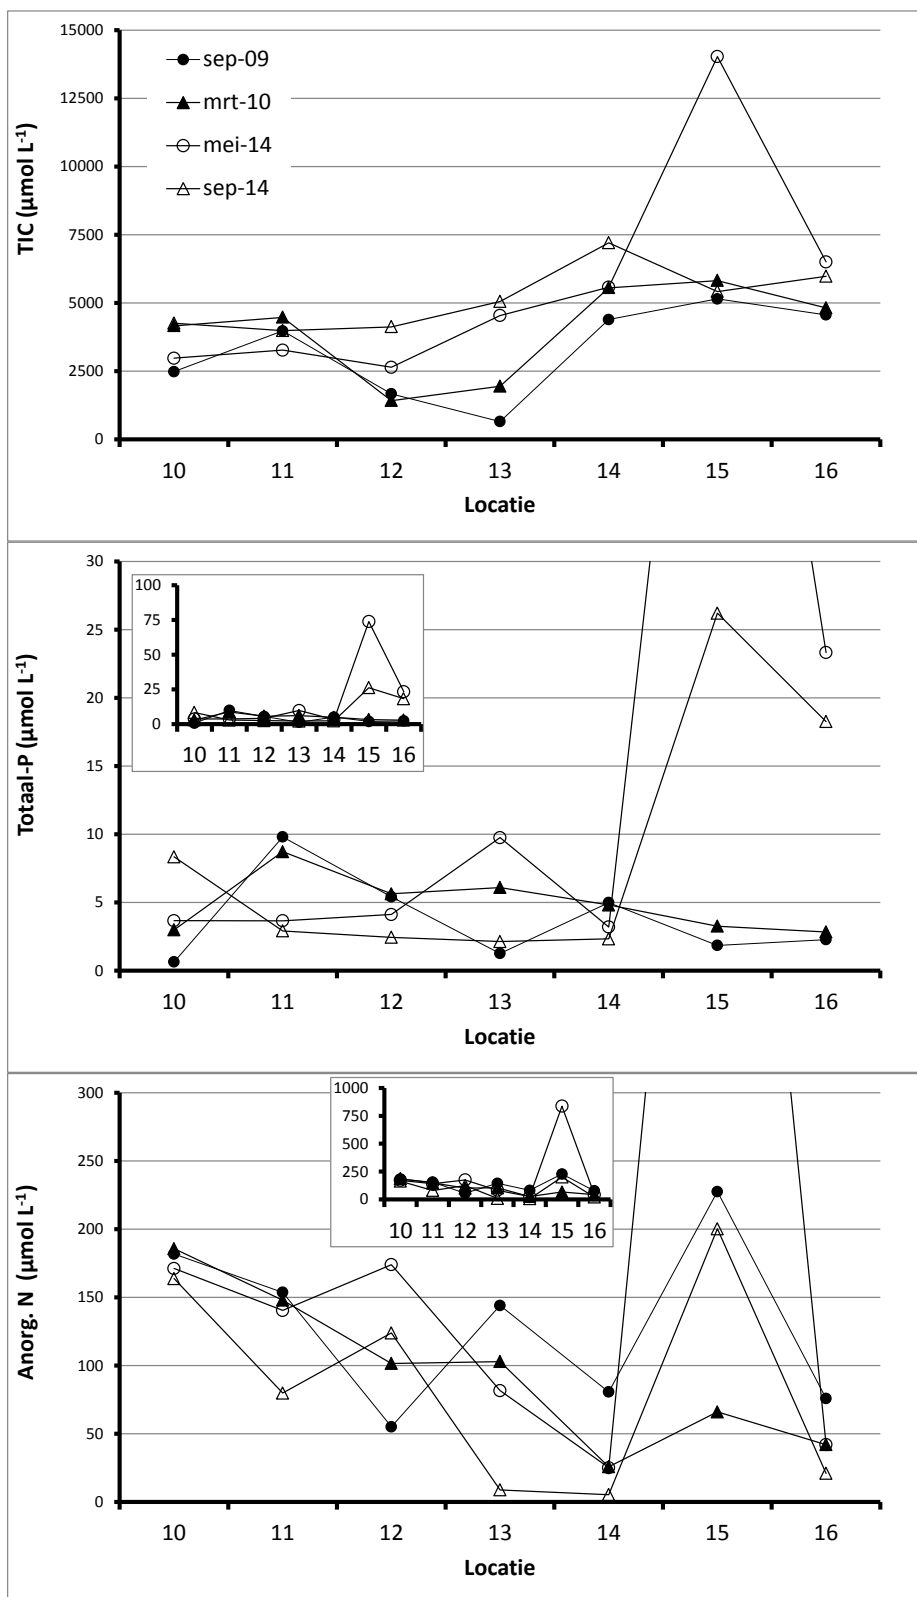 15000
12500
10000
7500
5000
2500
0
TIC (µmol L-1)
sep-09
mrt-10
mei-14
sep-14
10 11 12 13 14 15 16
Locatie
30
25
20
15
10
5
0
Totaal-P (µmol L-1)
100
75
50
25
0
10 11 12 13 14 15 16
10 11 12 13 14 15 16
Locatie
300
250
200
150
100
50
0
Anorg. N (µmol L-1)
1000
750
500
250
0
10 11 12 13 14 15 16
10 11 12 13 14 15 16
Locatie